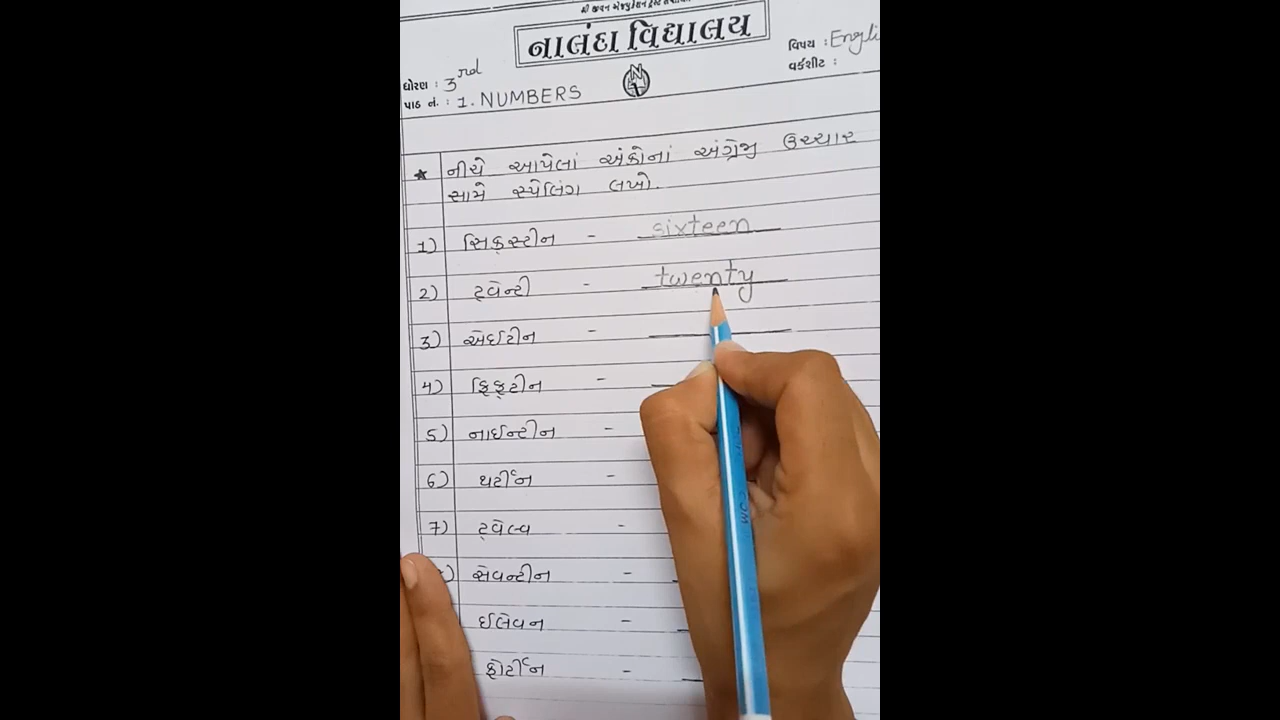 નાલંદા વિદ્યાલય
ધોરણ : 3rd
વિષય : Engli
પાઠ નં. : 1. NUMBERS
વર્કશીટ :
★ નીચે આપેલાં અંકોનાં અંગ્રેજી ઉચ્ચાર
સામે સ્પેલિંગ લખો.
1) સિક્સ્ટીન - sixteen
2) ટ્વેન્ટી - twenty
3) એઈટીન -
4) ફિફ્ટીન -
5) નાઈન્ટીન -
6) થર્ટીન -
7) ટ્વેલ્વ -
) સેવન્ટીન -
ઈલેવન -
ફોર્ટીન -